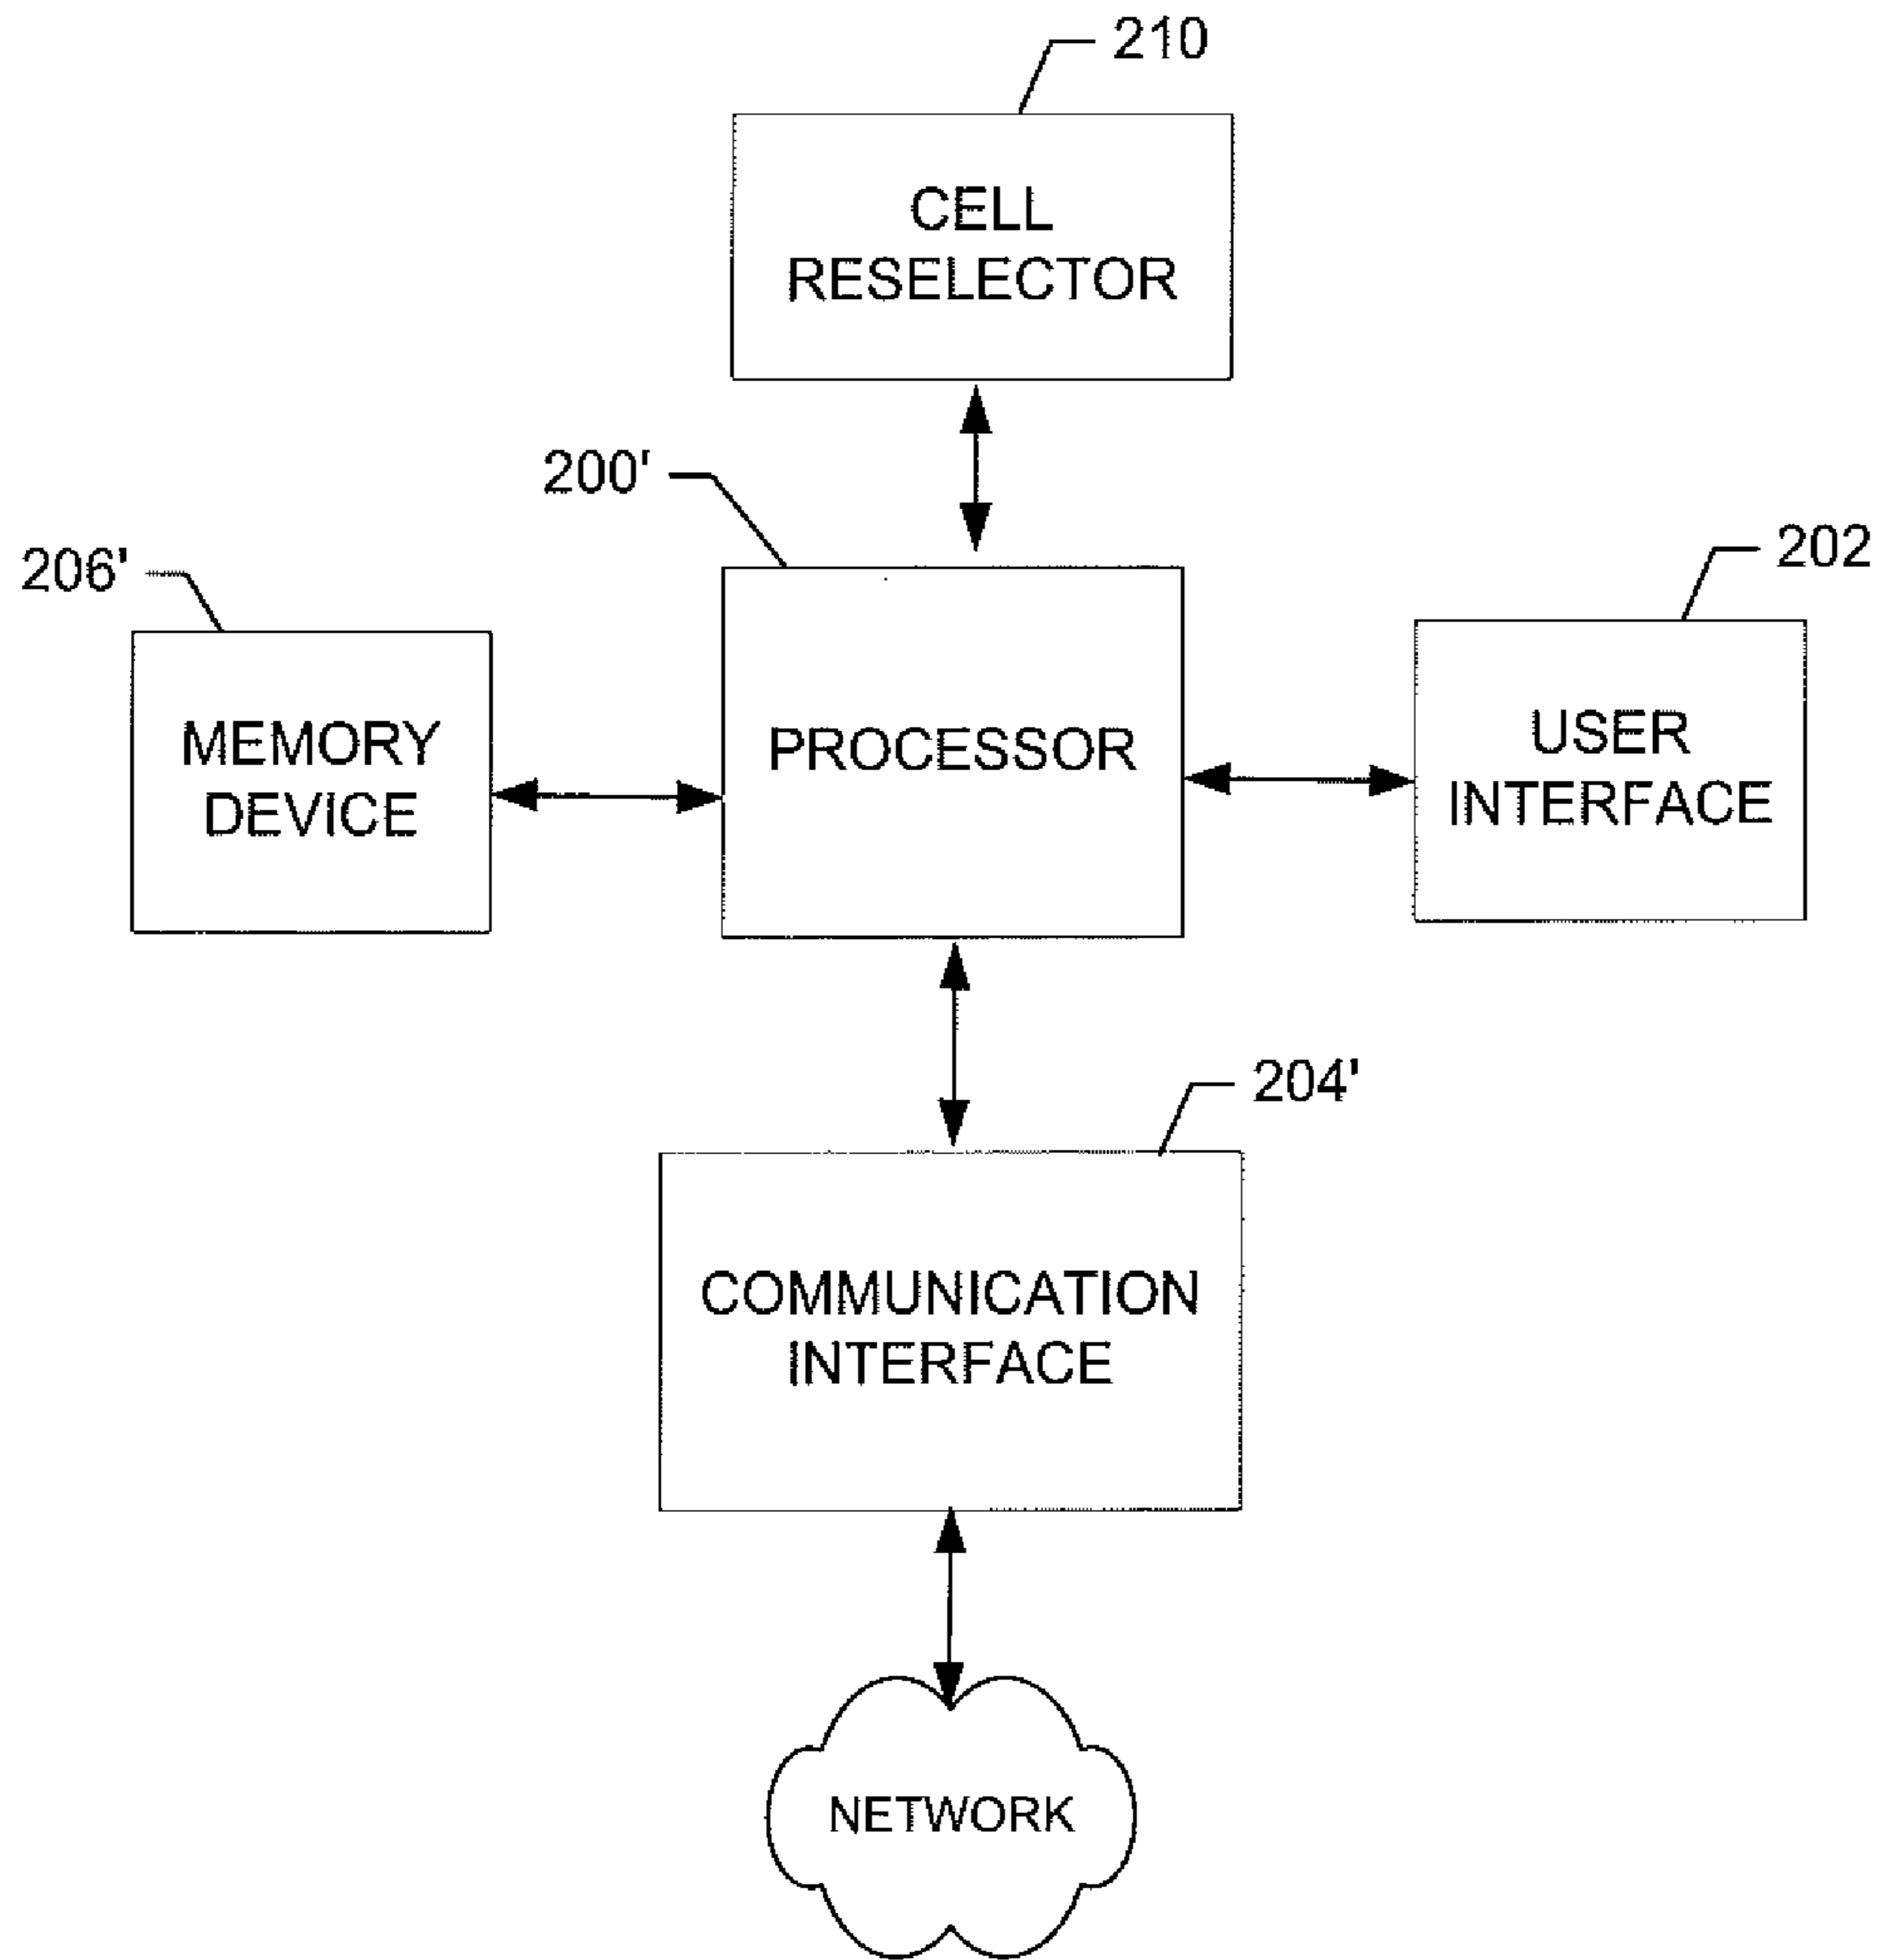 210
CELL
RESELECTOR
200'
206'
202
MEMORY
DEVICE
PROCESSOR
USER
INTERFACE
204'
COMMUNICATION
INTERFACE
NETWORK